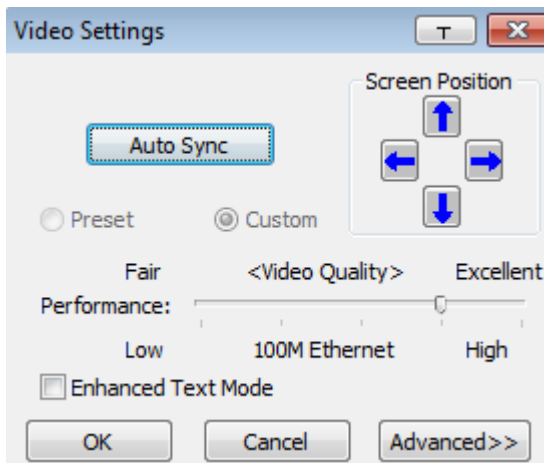 Video Settings
T
Screen Position
Auto Sync
Preset
Custom
Fair <Video Quality> Excellent
Performance:
Low 100M Ethernet High
Enhanced Text Mode
OK Cancel Advanced>>